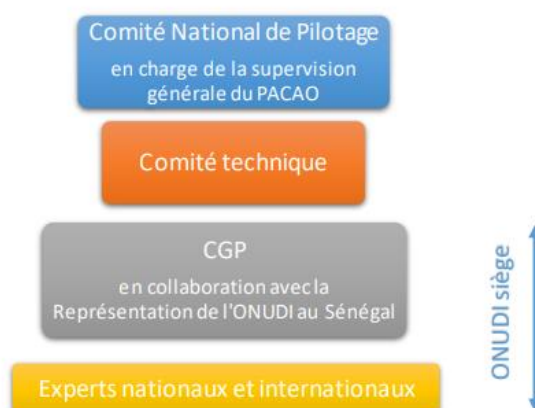 Comité National de Pilotage
en charge de la supervision
générale du PACAO
Comité technique
CGP
en collaboration avec la
Représentation de l'ONUDI au Sénégal
Experts nationaux et internationaux
ONUDI siège